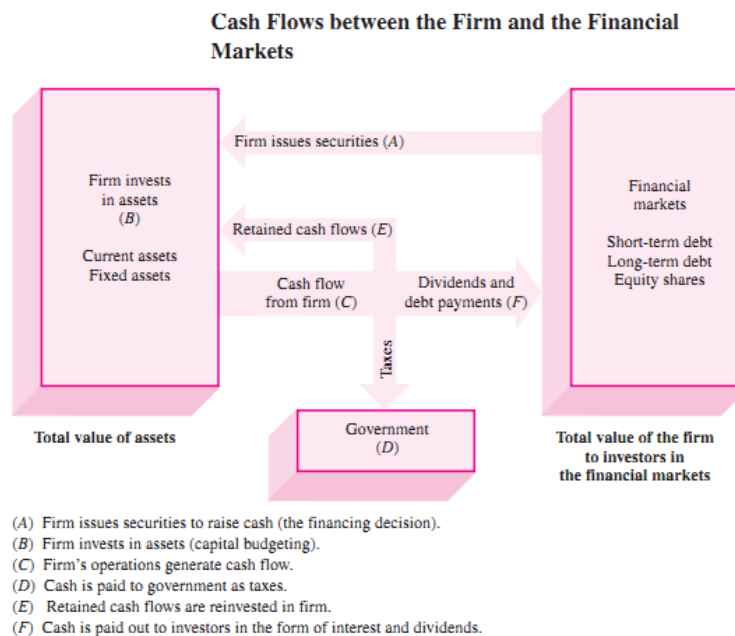 Cash Flows between the Firm and the Financial
Markets
Firm issues securities (A)
Firm invests
in assets
(B)
Current assets
Fixed assets
Retained cash flows (E)
Cash flow
from firm (C)
Dividends and
debt payments (F)
Taxes
Financial
markets
Short-term debt
Long-term debt
Equity shares
Government
(D)
Total value of assets
Total value of the firm
to investors in
the financial markets
(A) Firm issues securities to raise cash (the financing decision).
(B) Firm invests in assets (capital budgeting).
(C) Firm's operations generate cash flow.
(D) Cash is paid to government as taxes.
(E) Retained cash flows are reinvested in firm.
(F) Cash is paid out to investors in the form of interest and dividends.